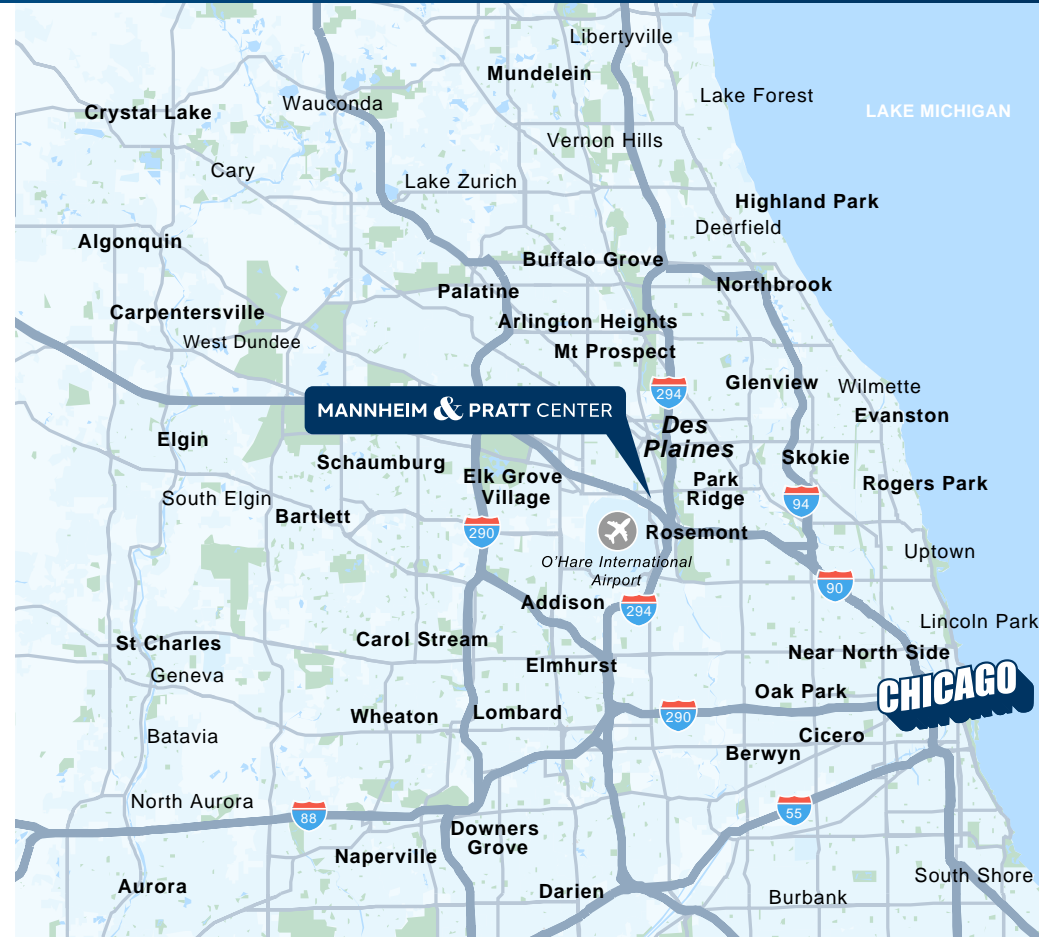 Libertyville
Mundelein
Lake Forest
Crystal Lake
Wauconda
LAKE MICHIGAN
Vernon Hills
Cary
Lake Zurich
Highland Park
Deerfield
Algonquin
Buffalo Grove
Northbrook
Palatine
Carpentersville
Arlington Heights
West Dundee
Mt Prospect
Glenview
Wilmette
294
MANNHEIM & PRATT CENTER
Evanston
Des
Plaines
Elgin
Schaumburg
Skokie
Elk Grove
Village
Park
Ridge
Rogers Park
South Elgin
Bartlett
94
290
Rosemont
O'Hare International
Airport
Uptown
90
Addison
294
Lincoln Park
St Charles
Carol Stream
Near North Side
Elmhurst
Geneva
Oak Park
CHICAGO
Wheaton
Lombard
290
Batavia
Cicero
Berwyn
North Aurora
88
55
Downers
Grove
Naperville
Aurora
Darien
South Shore
Burbank